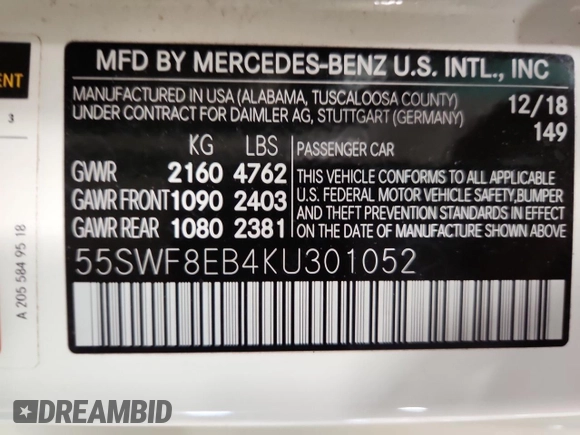 MFD BY MERCEDES-BENZ U.S. INTL., INC
MANUFACTURED IN USA (ALABAMA, TUSCALOOSA COUNTY) 12/18
UNDER CONTRACT FOR DAIMLER AG, STUTTGART (GERMANY) 149
KG LBS PASSENGER CAR
GVWR 2160 4762 THIS VEHICLE CONFORMS TO ALL APPLICABLE
GAWR FRONT 1090 2403 U.S. FEDERAL MOTOR VEHICLE SAFETY,BUMPER
GAWR REAR 1080 2381 AND THEFT PREVENTION STANDARDS IN EFFECT
ON THE DATE OF MANUFACTURE SHOWN ABOVE.
55SWF8EB4KU301052
3
A 205 584 95 18
DREAMBID